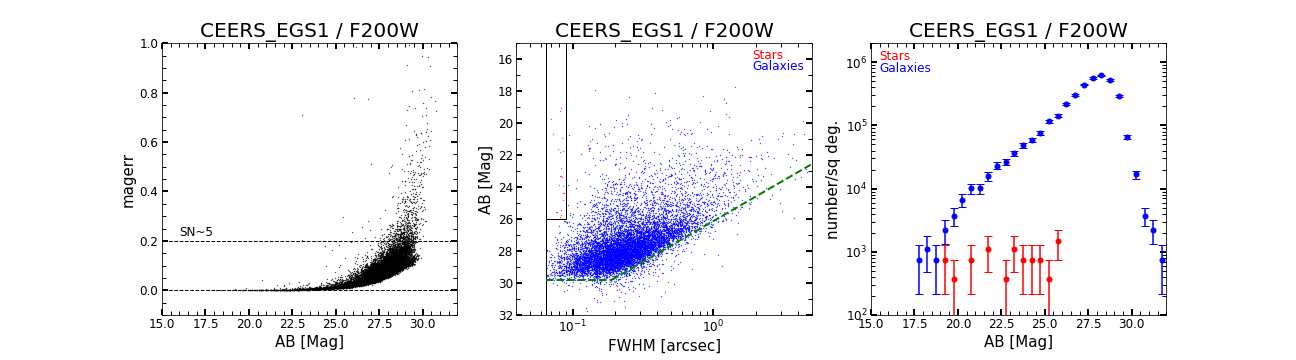 CEERS_EGS1 / F200W
1.0
0.8
0.6
0.4
0.2
0.0
magerr
SN~5
15.0 17.5 20.0 22.5 25.0 27.5 30.0
AB [Mag]
CEERS_EGS1 / F200W
Stars
Galaxies
16
18
20
22
24
26
28
30
32
AB [Mag]
10⁻¹ 10⁰
FWHM [arcsec]
CEERS_EGS1 / F200W
Stars
Galaxies
10⁶
10⁵
10⁴
10³
10²
number/sq deg.
15.0 17.5 20.0 22.5 25.0 27.5 30.0
AB [Mag]